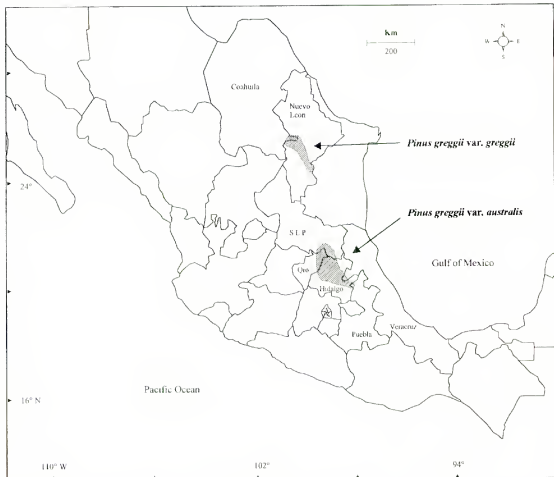 Km
200
N
W E
S
Coahuila
Nuevo
Leon
Pinus greggii var. greggii
24°
Pinus greggii var. australis
S L P
Gulf of Mexico
Qro
Hidalgo
Puebla
Veracruz
Pacific Ocean
16° N
110° W
102°
94°